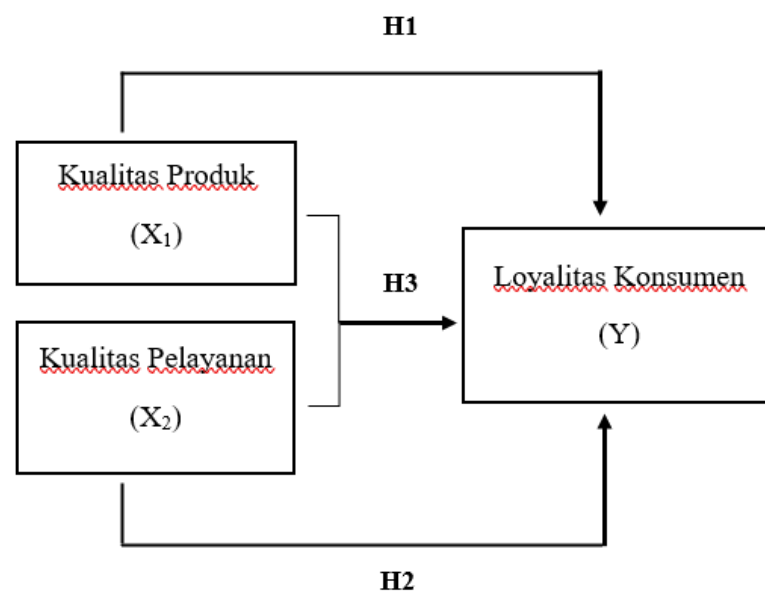 H1
Kualitas Produk
(X₁)
H3
Loyalitas Konsumen
(Y)
Kualitas Pelayanan
(X₂)
H2